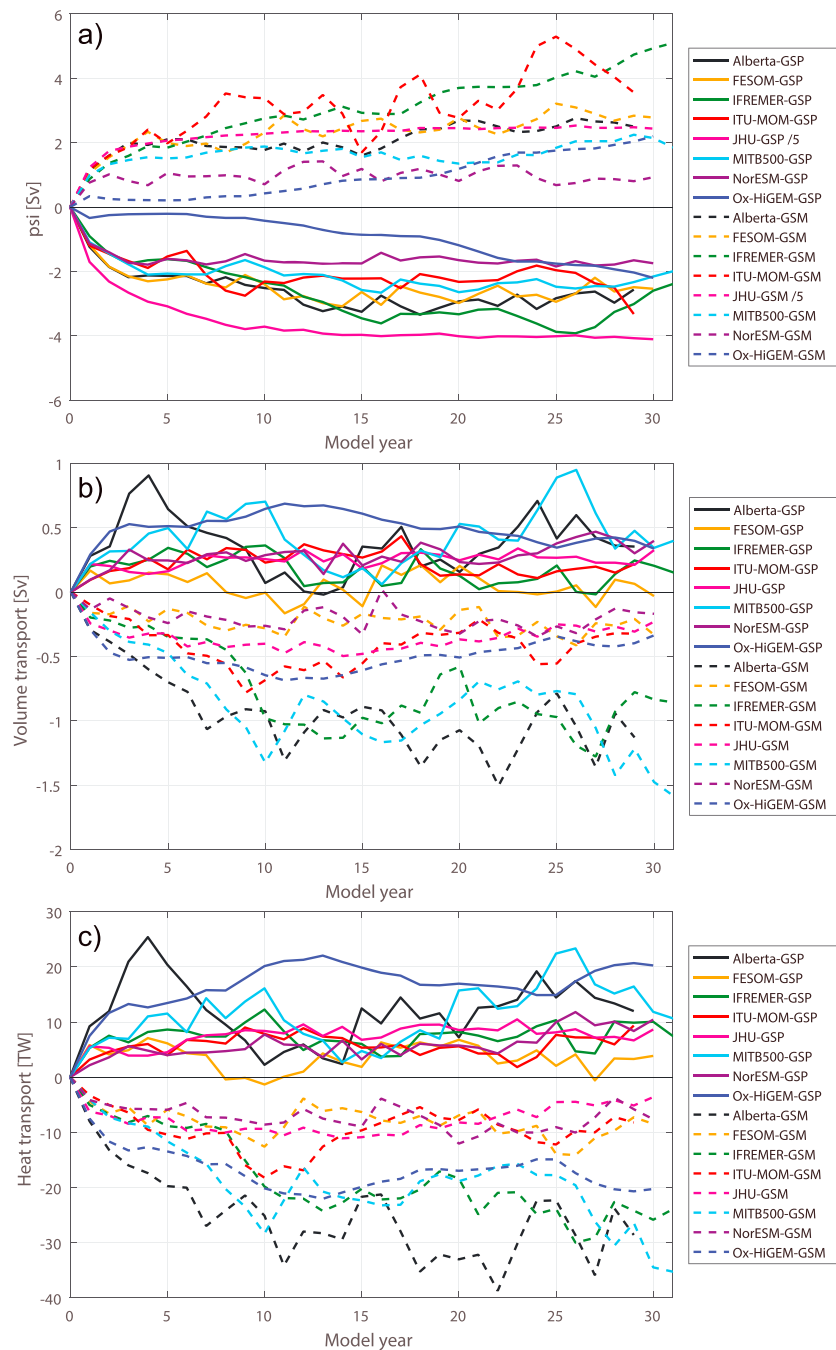 a)
6
4
2
0
-2
-4
-6
psi [Sv]
0
5
10
15
20
25
30
Model year
Alberta-GSP
FESOM-GSP
IFREMER-GSP
ITU-MOM-GSP
JHU-GSP /5
MITB500-GSP
NorESM-GSP
Ox-HiGEM-GSP
Alberta-GSM
FESOM-GSM
IFREMER-GSM
ITU-MOM-GSM
JHU-GSM /5
MITB500-GSM
NorESM-GSM
Ox-HiGEM-GSM
b)
1
0.5
0
-0.5
-1
-1.5
-2
Volume transport [Sv]
0
5
10
15
20
25
30
Model year
Alberta-GSP
FESOM-GSP
IFREMER-GSP
ITU-MOM-GSP
JHU-GSP
MITB500-GSP
NorESM-GSP
Ox-HiGEM-GSP
Alberta-GSM
FESOM-GSM
IFREMER-GSM
ITU-MOM-GSM
JHU-GSM
MITB500-GSM
NorESM-GSM
Ox-HiGEM-GSM
c)
30
20
10
0
-10
-20
-30
-40
Heat transport [TW]
0
5
10
15
20
25
30
Model year
Alberta-GSP
FESOM-GSP
IFREMER-GSP
ITU-MOM-GSP
JHU-GSP
MITB500-GSP
NorESM-GSP
Ox-HiGEM-GSP
Alberta-GSM
FESOM-GSM
IFREMER-GSM
ITU-MOM-GSM
JHU-GSM
MITB500-GSM
NorESM-GSM
Ox-HiGEM-GSM